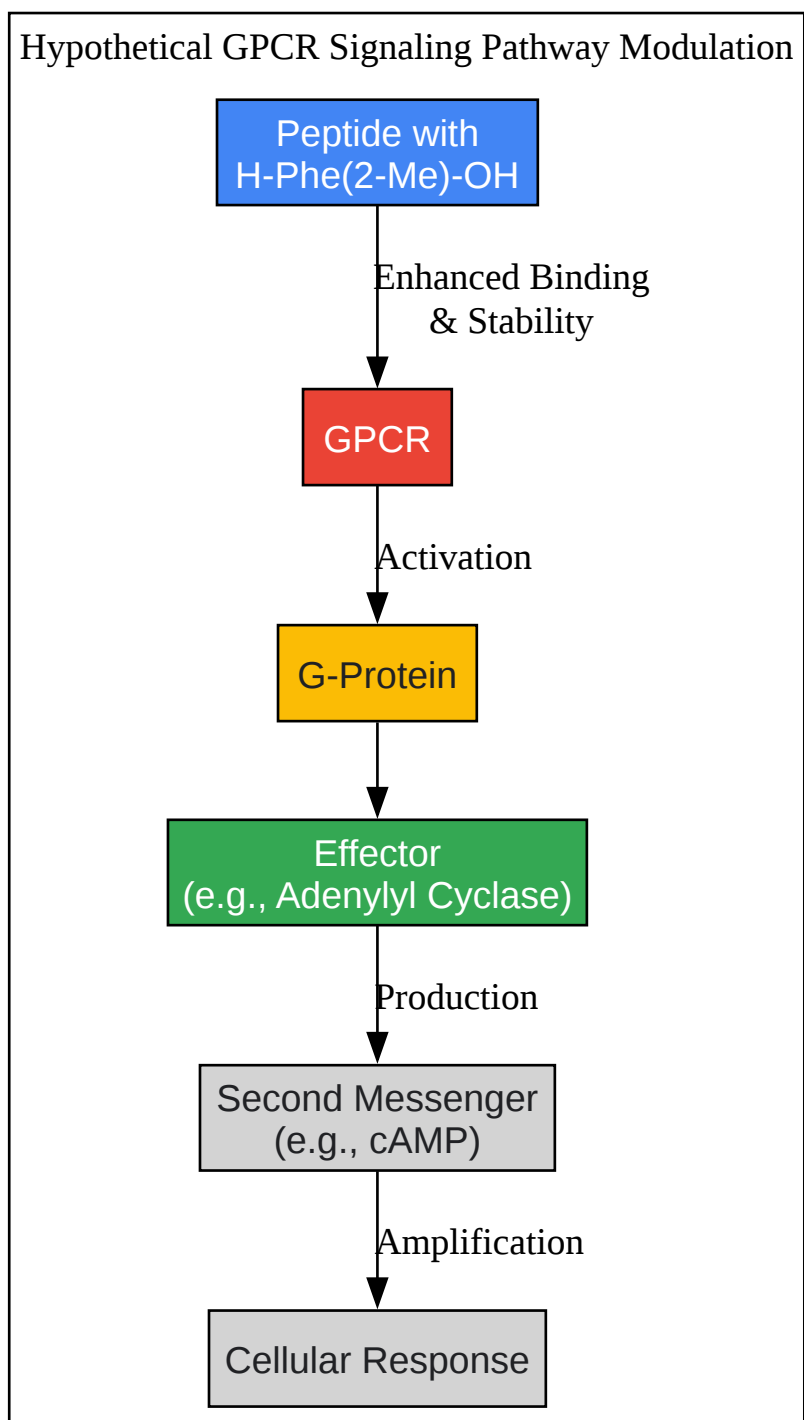 Hypothetical GPCR Signaling Pathway Modulation
Peptide with
H-Phe(2-Me)-OH
Enhanced Binding
& Stability
GPCR
Activation
G-Protein
Effector
(e.g., Adenylyl Cyclase)
Production
Second Messenger
(e.g., cAMP)
Amplification
Cellular Response